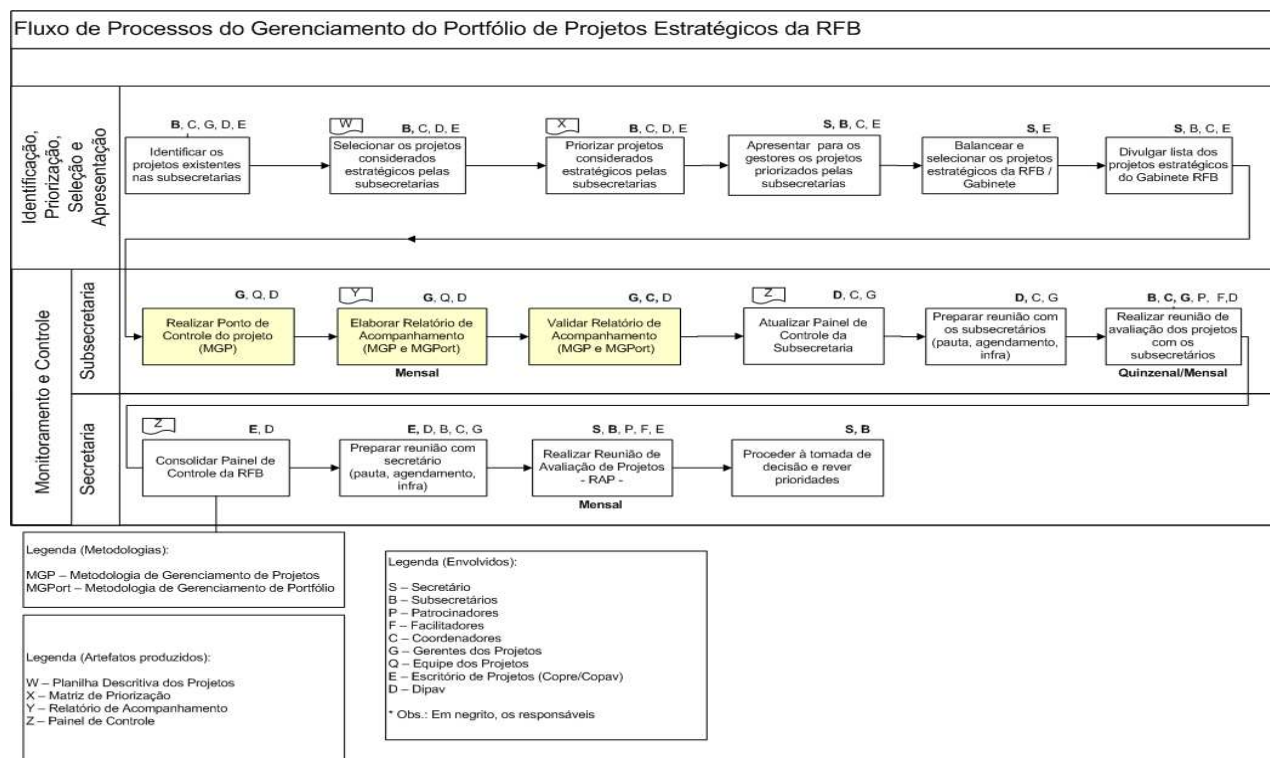 Fluxo de Processos do Gerenciamento do Portfólio de Projetos Estratégicos da RFB
Identificação,
Priorização,
Seleção e
Apresentação
B, C, G, D, E
Identificar os
projetos existentes
nas subsecretarias
W
B, C, D, E
Selecionar os projetos
considerados
estratégicos pelas
subsecretarias
X
B, C, D, E
Priorizar projetos
considerados
estratégicos pelas
subsecretarias
S, B, C, E
Apresentar para os
gestores os projetos
priorizados pelas
subsecretarias
S, E
Balancear e
selecionar os projetos
estratégicos da RFB /
Gabinete
S, B, C, E
Divulgar lista dos
projetos estratégicos
do Gabinete RFB
Monitoramento e Controle
Subsecretaria
G, Q, D
Realizar Ponto de
Controle do projeto
(MGP)
Y
G, Q, D
Elaborar Relatório de
Acompanhamento
(MGP e MGPort)
Mensal
G, C, D
Validar Relatório de
Acompanhamento
(MGP e MGPort)
Z
D, C, G
Atualizar Painel de
Controle da
Subsecretaria
D, C, G
Preparar reunião com
os subsecretários
(pauta, agendamento,
infra)
B, C, G, P, F,D
Realizar reunião de
avaliação dos projetos
com os
subsecretários
Quinzenal/Mensal
Secretaria
Z
E, D
Consolidar Painel de
Controle da RFB
E, D, B, C, G
Preparar reunião com
secretário
(pauta, agendamento,
infra)
S, B, P, F, E
Realizar Reunião de
Avaliação de Projetos
- RAP -
Mensal
S, B
Proceder à tomada de
decisão e rever
prioridades
Legenda (Metodologias):
MGP – Metodologia de Gerenciamento de Projetos
MGPort – Metodologia de Gerenciamento de Portfólio
Legenda (Artefatos produzidos):
W – Planilha Descritiva dos Projetos
X – Matriz de Priorização
Y – Relatório de Acompanhamento
Z – Painel de Controle
Legenda (Envolvidos):
S – Secretário
B – Subsecretários
P – Patrocinadores
F – Facilitadores
C – Coordenadores
G – Gerentes dos Projetos
Q – Equipe dos Projetos
E – Escritório de Projetos (Copre/Copav)
D – Dipav
* Obs.: Em negrito, os responsáveis